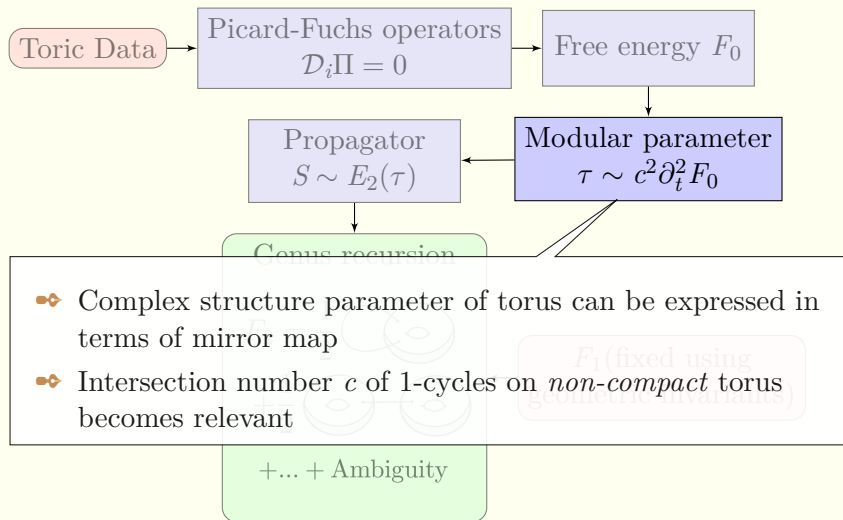 Toric Data
Picard-Fuchs operators
𝒟ᵢΠ = 0
Free energy F₀
Propagator
S ∼ E₂(τ)
Modular parameter
τ ∼ c²∂ₜ²F₀
Genus recursion
➻ Complex structure parameter of torus can be expressed in
terms of mirror map
➻ Intersection number c of 1-cycles on non-compact torus
becomes relevant
F₁(fixed using
geometric invariants)
+... + Ambiguity